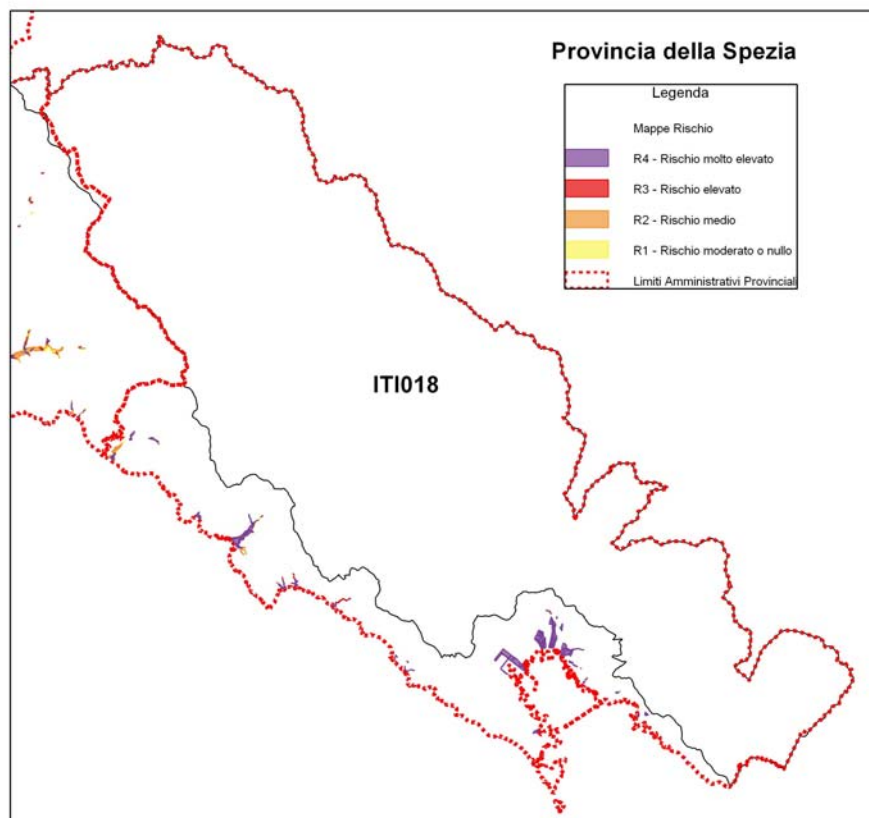 Provincia della Spezia
Legenda
Mappe Rischio
R4 - Rischio molto elevato
R3 - Rischio elevato
R2 - Rischio medio
R1 - Rischio moderato o nullo
Limiti Amministrativi Provinciali
ITI018